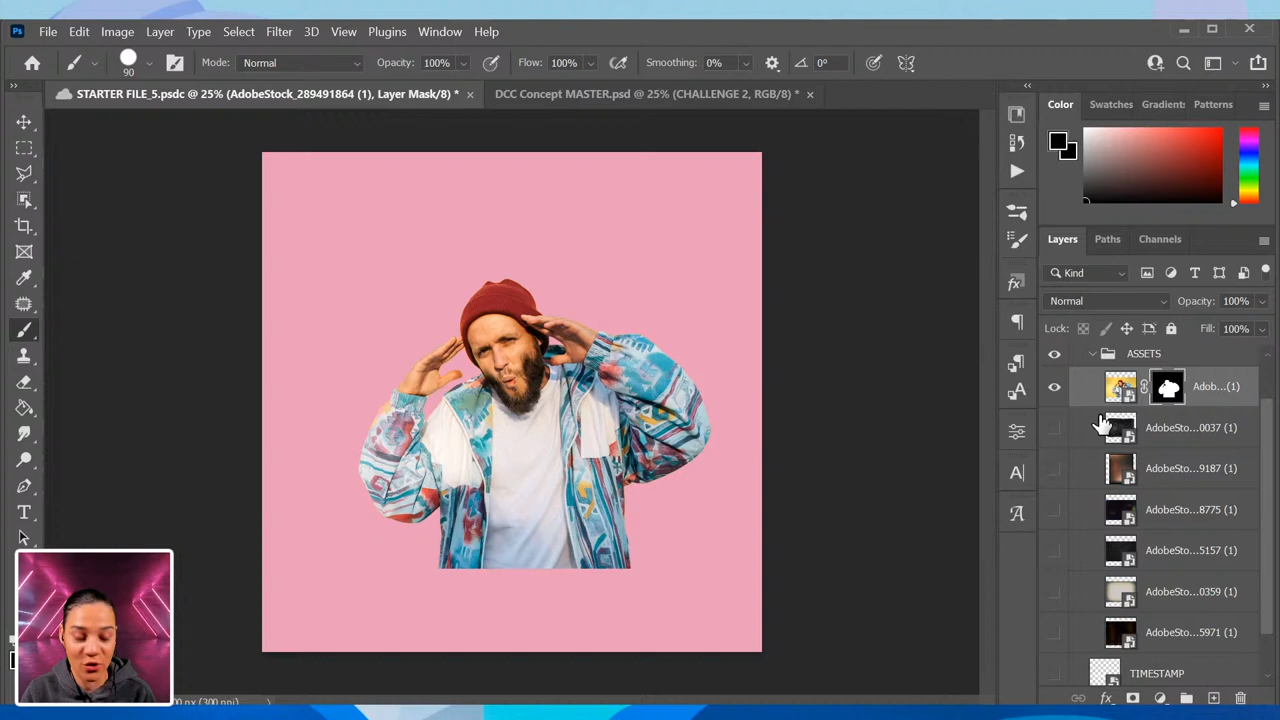 Ps File Edit Image Layer Type Select Filter 3D View Plugins Window Help
90 Mode: Normal Opacity: 100% Flow: 100% Smoothing: 0% 0°
STARTER FILE_5.psdc @ 25% (AdobeStock_289491864 (1), Layer Mask/8) * × DCC Concept MASTER.psd @ 25% (CHALLENGE 2, RGB/8) * ×
Color Swatches Gradients Patterns
Layers Paths Channels
Kind
Normal Opacity: 100%
Lock: Fill: 100%
ASSETS
Adob...(1)
AdobeSto...0037 (1)
AdobeSto...9187 (1)
AdobeSto...8775 (1)
AdobeSto...5157 (1)
AdobeSto...0359 (1)
AdobeSto...5971 (1)
TIMESTAMP
fx